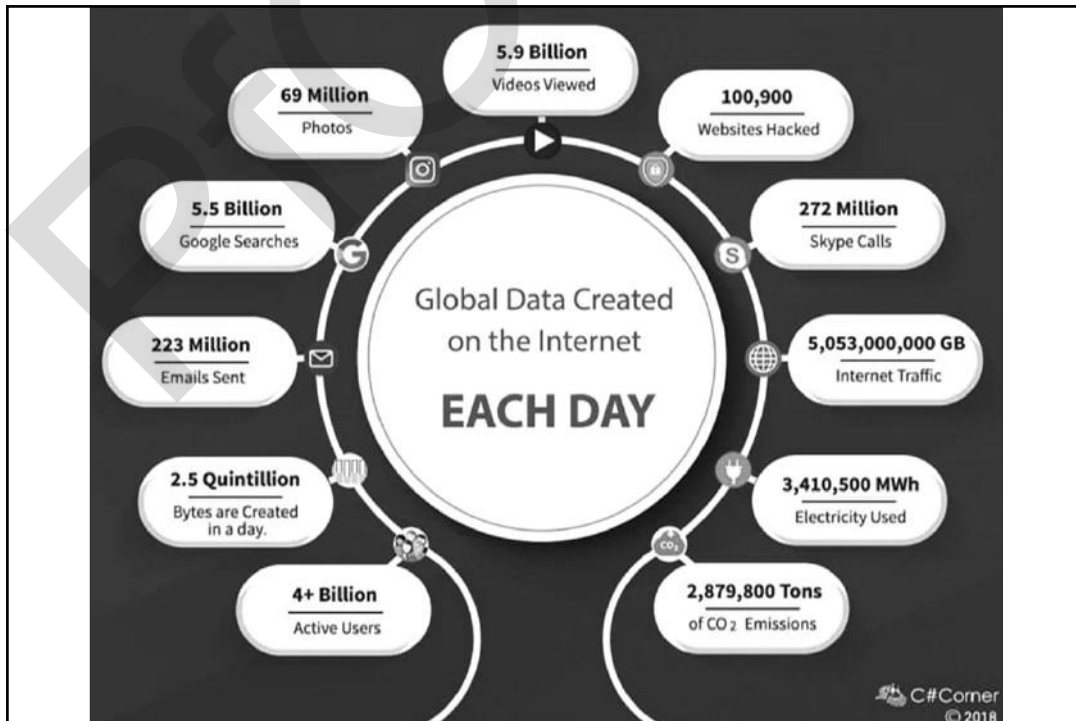 5.9 Billion
Videos Viewed
69 Million
Photos
100,900
Websites Hacked
5.5 Billion
Google Searches
272 Million
Skype Calls
Global Data Created
on the Internet
EACH DAY
223 Million
Emails Sent
5,053,000,000 GB
Internet Traffic
2.5 Quintillion
Bytes are Created
in a day.
3,410,500 MWh
Electricity Used
4+ Billion
Active Users
CO2
2,879,800 Tons
of CO2 Emissions
C#Corner
© 2018